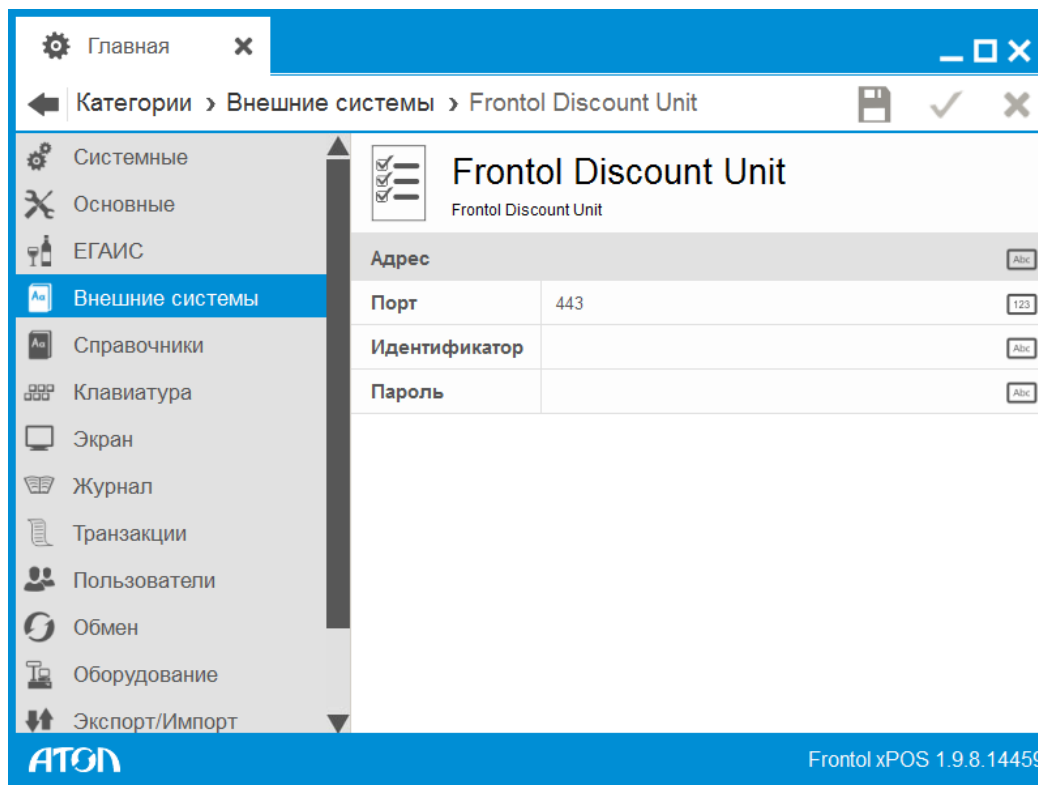 Главная
Категории › Внешние системы › Frontol Discount Unit
Системные
Основные
ЕГАИС
Внешние системы
Справочники
Клавиатура
Экран
Журнал
Транзакции
Пользователи
Обмен
Оборудование
Экспорт/Импорт
Frontol Discount Unit
Frontol Discount Unit
Адрес Abc
Порт 443 123
Идентификатор Abc
Пароль Abc
АТОЛ
Frontol xPOS 1.9.8.14459